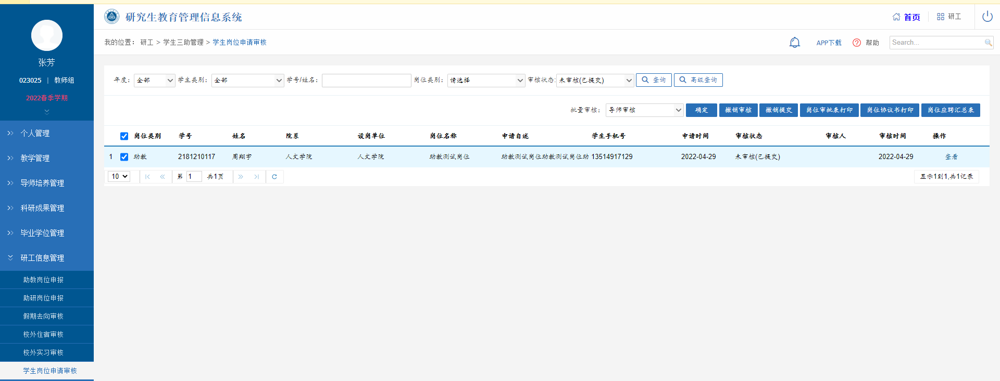 研究生教育管理信息系统
首页
研工
张芳
023025 | 教师组
2022春季学期
我的位置： 研工 > 学生三助管理 > 学生岗位申请审核
APP下载
帮助
Search...
个人管理
教学管理
导师培养管理
科研成果管理
毕业学位管理
研工信息管理
助教岗位申报
助研岗位申报
假期去向审核
校外住宿审核
校外实习审核
学生岗位申请审核
年度： 全部 学生类别： 全部 学号/姓名： 岗位类别： 请选择 审核状态: 未审核(已提交) 查询 高级查询
批量审核： 导师审核 确定 撤销审核 撤销提交 岗位审批表打印 岗位协议书打印 岗位应聘汇总表
岗位类别 学号 姓名 院系 设岗单位 岗位名称 申请自述 学生手机号 申请时间 审核状态 审核人 审核时间 操作
1 助教 2181210117 周翔宇 人文学院 人文学院 助教测试岗位 助教测试岗位助教测试岗位助 13514917129 2022-04-29 未审核(已提交) 2022-04-29 查看
10 第 1 共1页 显示1到1,共1记录